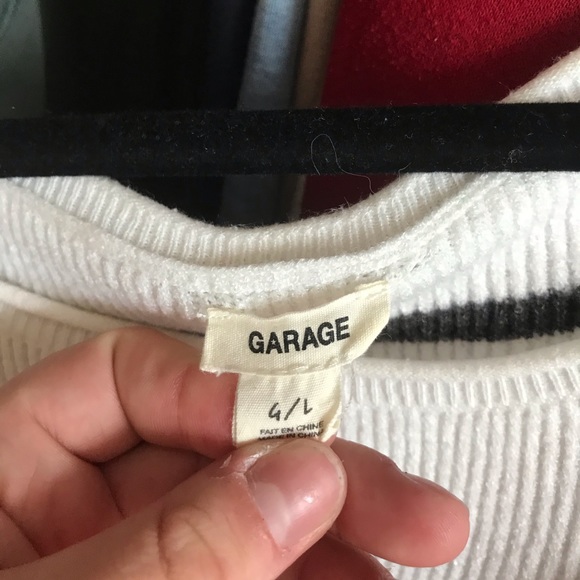 GARAGE
G/L
FAIT EN CHINE
MADE IN CHINA